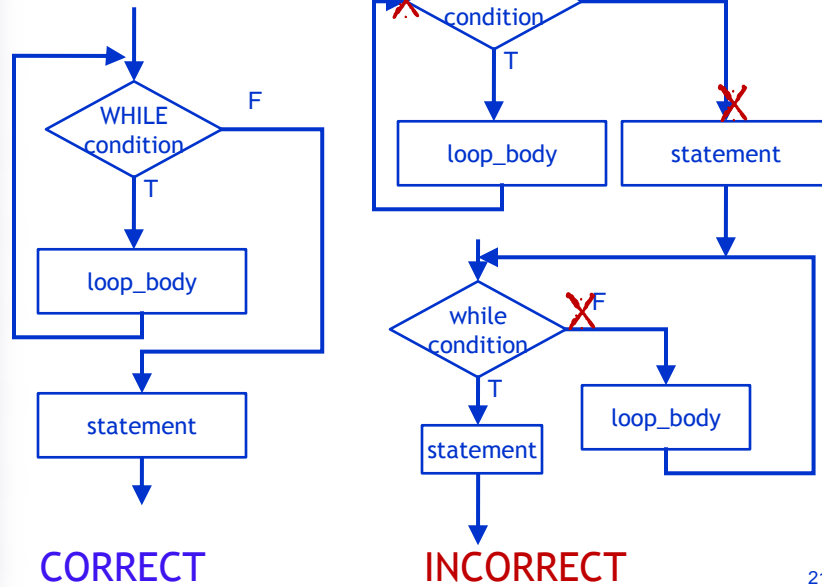 WHILE
condition
F
T
loop_body
statement
CORRECT
condition
T
loop_body
statement
while
condition
F
T
statement
loop_body
INCORRECT